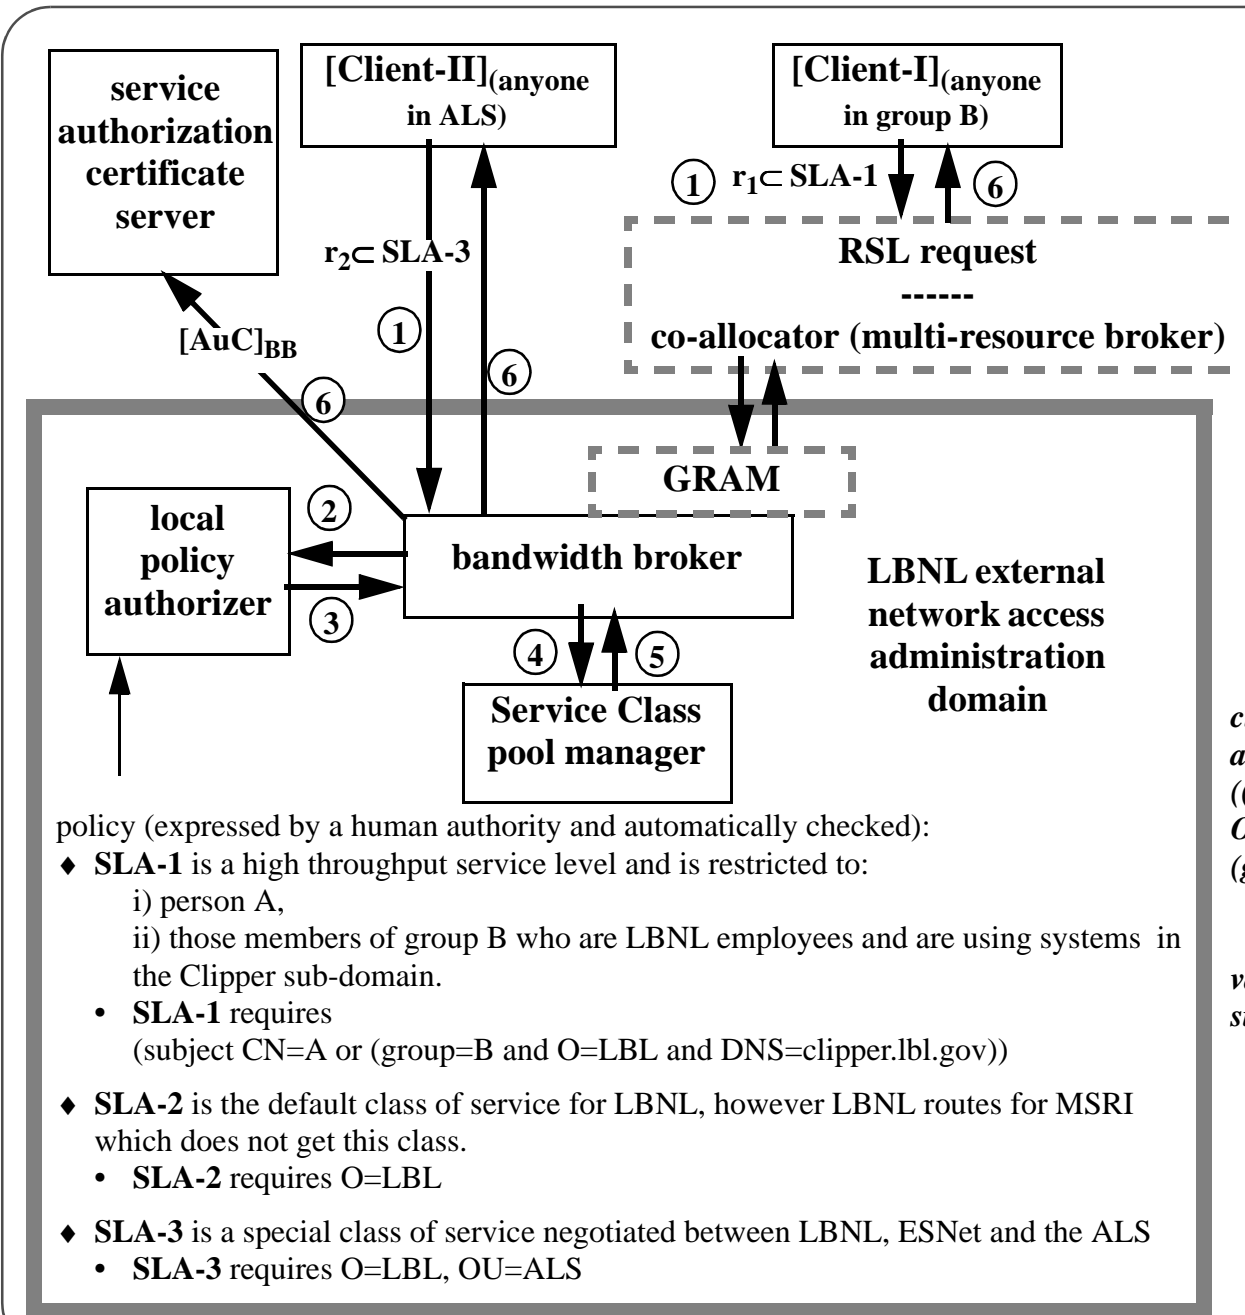 service
authorization
certificate
server
[Client-II](anyone
in ALS)
[Client-I](anyone
in group B)
1
r1⊂ SLA-1
6
r2⊂ SLA-3
RSL request
------
co-allocator (multi-resource broker)
1
[AuC]BB
6
6
GRAM
local
policy
authorizer
2
3
bandwidth broker
LBNL external
network access
administration
domain
4
5
Service Class
pool manager
policy (expressed by a human authority and automatically checked):
♦ SLA-1 is a high throughput service level and is restricted to:
i) person A,
ii) those members of group B who are LBNL employees and are using systems in
the Clipper sub-domain.
• SLA-1 requires
(subject CN=A or (group=B and O=LBL and DNS=clipper.lbl.gov))
♦ SLA-2 is the default class of service for LBNL, however LBNL routes for MSRI
which does not get this class.
• SLA-2 requires O=LBL
♦ SLA-3 is a special class of service negotiated between LBNL, ESNet and the ALS
• SLA-3 requires O=LBL, OU=ALS